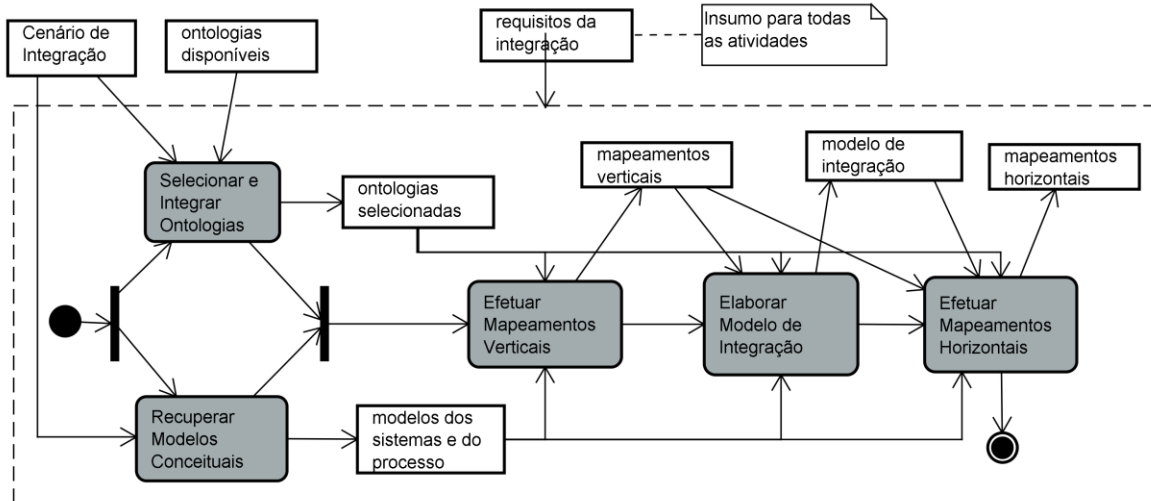 Cenário de
Integração
ontologias
disponíveis
requisitos da
integração
Insumo para todas
as atividades
mapeamentos
verticais
modelo de
integração
mapeamentos
horizontais
Selecionar e
Integrar
Ontologias
ontologias
selecionadas
Efetuar
Mapeamentos
Verticais
Elaborar
Modelo de
Integração
Efetuar
Mapeamentos
Horizontais
Recuperar
Modelos
Conceituais
modelos dos
sistemas e do
processo